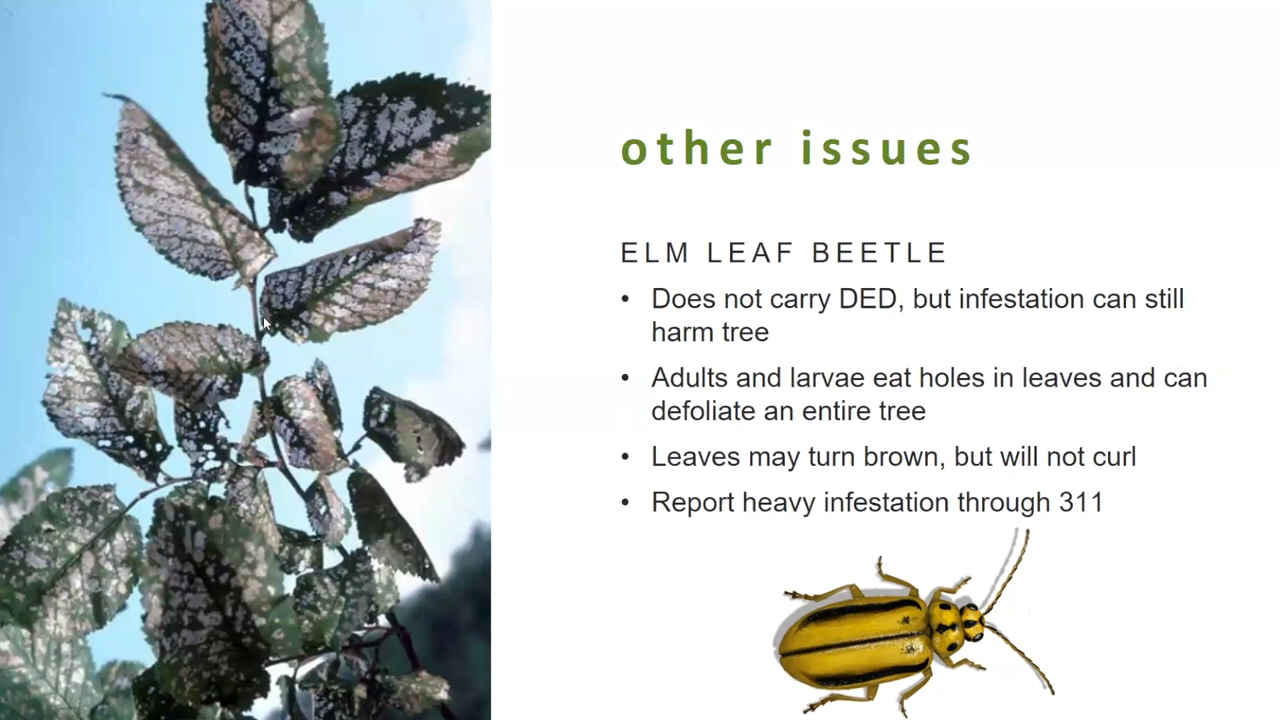 other issues
ELM LEAF BEETLE
• Does not carry DED, but infestation can still
harm tree
• Adults and larvae eat holes in leaves and can
defoliate an entire tree
• Leaves may turn brown, but will not curl
• Report heavy infestation through 311